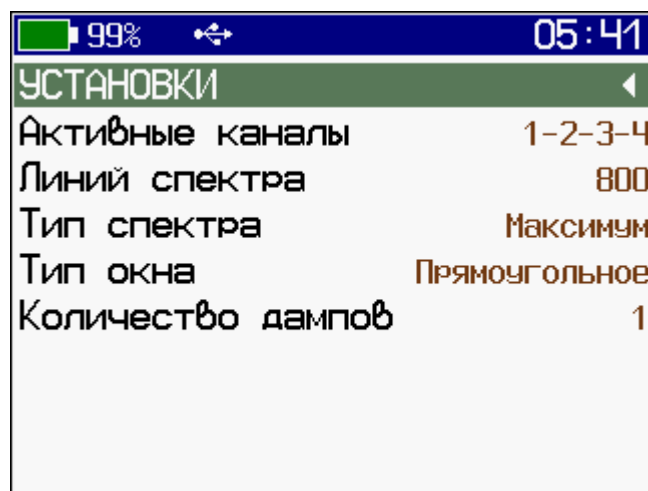 99% 05:41
УСТАНОВКИ
Активные каналы 1-2-3-4
Линий спектра 800
Тип спектра Максимум
Тип окна Прямоугольное
Количество дампов 1